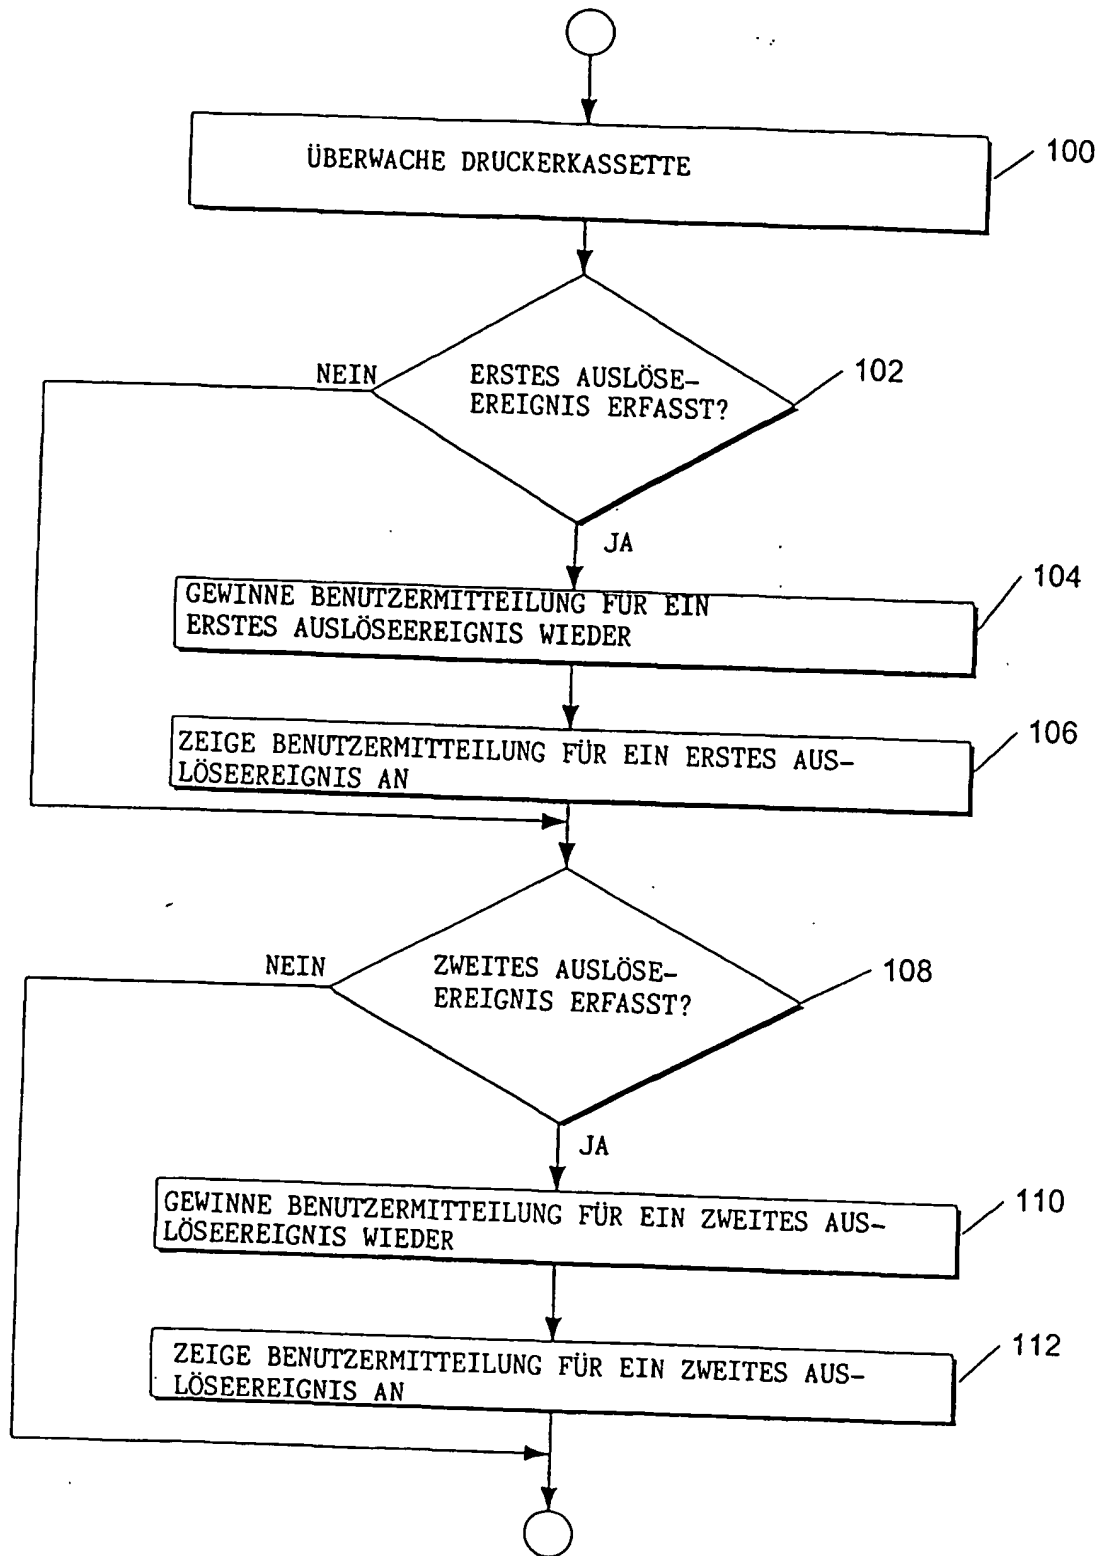 ÜBERWACHE DRUCKERKASSETTE
100
NEIN
ERSTES AUSLÖSE-
EREIGNIS ERFASST?
102
JA
GEWINNE BENUTZERMITTEILUNG FÜR EIN
ERSTES AUSLÖSEEREIGNIS WIEDER
104
ZEIGE BENUTZERMITTEILUNG FÜR EIN ERSTES AUS-
LÖSEEREIGNIS AN
106
NEIN
ZWEITES AUSLÖSE-
EREIGNIS ERFASST?
108
JA
GEWINNE BENUTZERMITTEILUNG FÜR EIN ZWEITES AUS-
LÖSEEREIGNIS WIEDER
110
ZEIGE BENUTZERMITTEILUNG FÜR EIN ZWEITES AUS-
LÖSEEREIGNIS AN
112